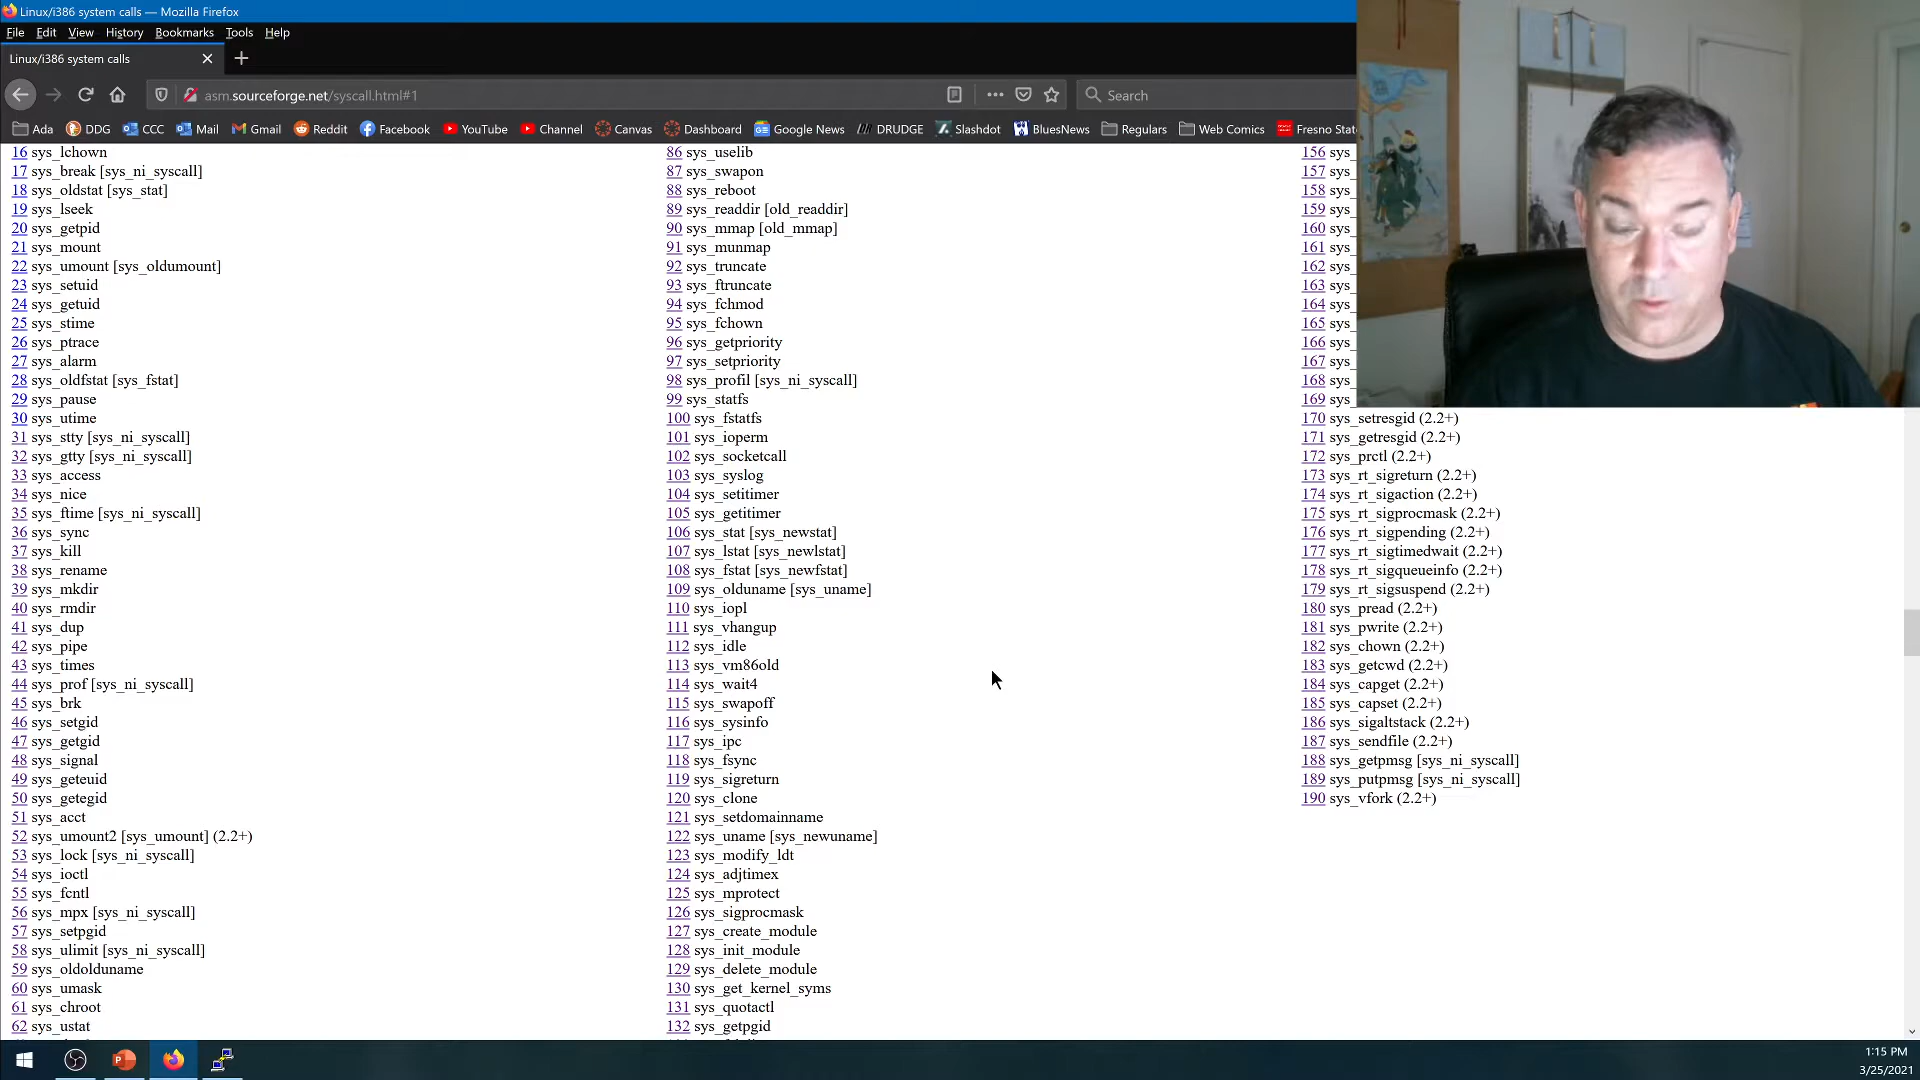 Linux/i386 system calls — Mozilla Firefox
File Edit View History Bookmarks Tools Help
Linux/i386 system calls
asm.sourceforge.net/syscall.html#1
Search
Ada DDG CCC Mail Gmail Reddit Facebook YouTube Channel Canvas Dashboard Google News DRUDGE Slashdot BluesNews Regulars Web Comics Fresno Stat
16 sys_lchown
17 sys_break [sys_ni_syscall]
18 sys_oldstat [sys_stat]
19 sys_lseek
20 sys_getpid
21 sys_mount
22 sys_umount [sys_oldumount]
23 sys_setuid
24 sys_getuid
25 sys_stime
26 sys_ptrace
27 sys_alarm
28 sys_oldfstat [sys_fstat]
29 sys_pause
30 sys_utime
31 sys_stty [sys_ni_syscall]
32 sys_gtty [sys_ni_syscall]
33 sys_access
34 sys_nice
35 sys_ftime [sys_ni_syscall]
36 sys_sync
37 sys_kill
38 sys_rename
39 sys_mkdir
40 sys_rmdir
41 sys_dup
42 sys_pipe
43 sys_times
44 sys_prof [sys_ni_syscall]
45 sys_brk
46 sys_setgid
47 sys_getgid
48 sys_signal
49 sys_geteuid
50 sys_getegid
51 sys_acct
52 sys_umount2 [sys_umount] (2.2+)
53 sys_lock [sys_ni_syscall]
54 sys_ioctl
55 sys_fcntl
56 sys_mpx [sys_ni_syscall]
57 sys_setpgid
58 sys_ulimit [sys_ni_syscall]
59 sys_oldolduname
60 sys_umask
61 sys_chroot
62 sys_ustat
86 sys_uselib
87 sys_swapon
88 sys_reboot
89 sys_readdir [old_readdir]
90 sys_mmap [old_mmap]
91 sys_munmap
92 sys_truncate
93 sys_ftruncate
94 sys_fchmod
95 sys_fchown
96 sys_getpriority
97 sys_setpriority
98 sys_profil [sys_ni_syscall]
99 sys_statfs
100 sys_fstatfs
101 sys_ioperm
102 sys_socketcall
103 sys_syslog
104 sys_setitimer
105 sys_getitimer
106 sys_stat [sys_newstat]
107 sys_lstat [sys_newlstat]
108 sys_fstat [sys_newfstat]
109 sys_olduname [sys_uname]
110 sys_iopl
111 sys_vhangup
112 sys_idle
113 sys_vm86old
114 sys_wait4
115 sys_swapoff
116 sys_sysinfo
117 sys_ipc
118 sys_fsync
119 sys_sigreturn
120 sys_clone
121 sys_setdomainname
122 sys_uname [sys_newuname]
123 sys_modify_ldt
124 sys_adjtimex
125 sys_mprotect
126 sys_sigprocmask
127 sys_create_module
128 sys_init_module
129 sys_delete_module
130 sys_get_kernel_syms
131 sys_quotactl
132 sys_getpgid
156 sys_
157 sys_
158 sys_
159 sys_
160 sys_
161 sys_
162 sys_
163 sys_
164 sys_
165 sys_
166 sys_
167 sys_
168 sys_
169 sys_
170 sys_setresgid (2.2+)
171 sys_getresgid (2.2+)
172 sys_prctl (2.2+)
173 sys_rt_sigreturn (2.2+)
174 sys_rt_sigaction (2.2+)
175 sys_rt_sigprocmask (2.2+)
176 sys_rt_sigpending (2.2+)
177 sys_rt_sigtimedwait (2.2+)
178 sys_rt_sigqueueinfo (2.2+)
179 sys_rt_sigsuspend (2.2+)
180 sys_pread (2.2+)
181 sys_pwrite (2.2+)
182 sys_chown (2.2+)
183 sys_getcwd (2.2+)
184 sys_capget (2.2+)
185 sys_capset (2.2+)
186 sys_sigaltstack (2.2+)
187 sys_sendfile (2.2+)
188 sys_getpmsg [sys_ni_syscall]
189 sys_putpmsg [sys_ni_syscall]
190 sys_vfork (2.2+)
1:15 PM
3/25/2021